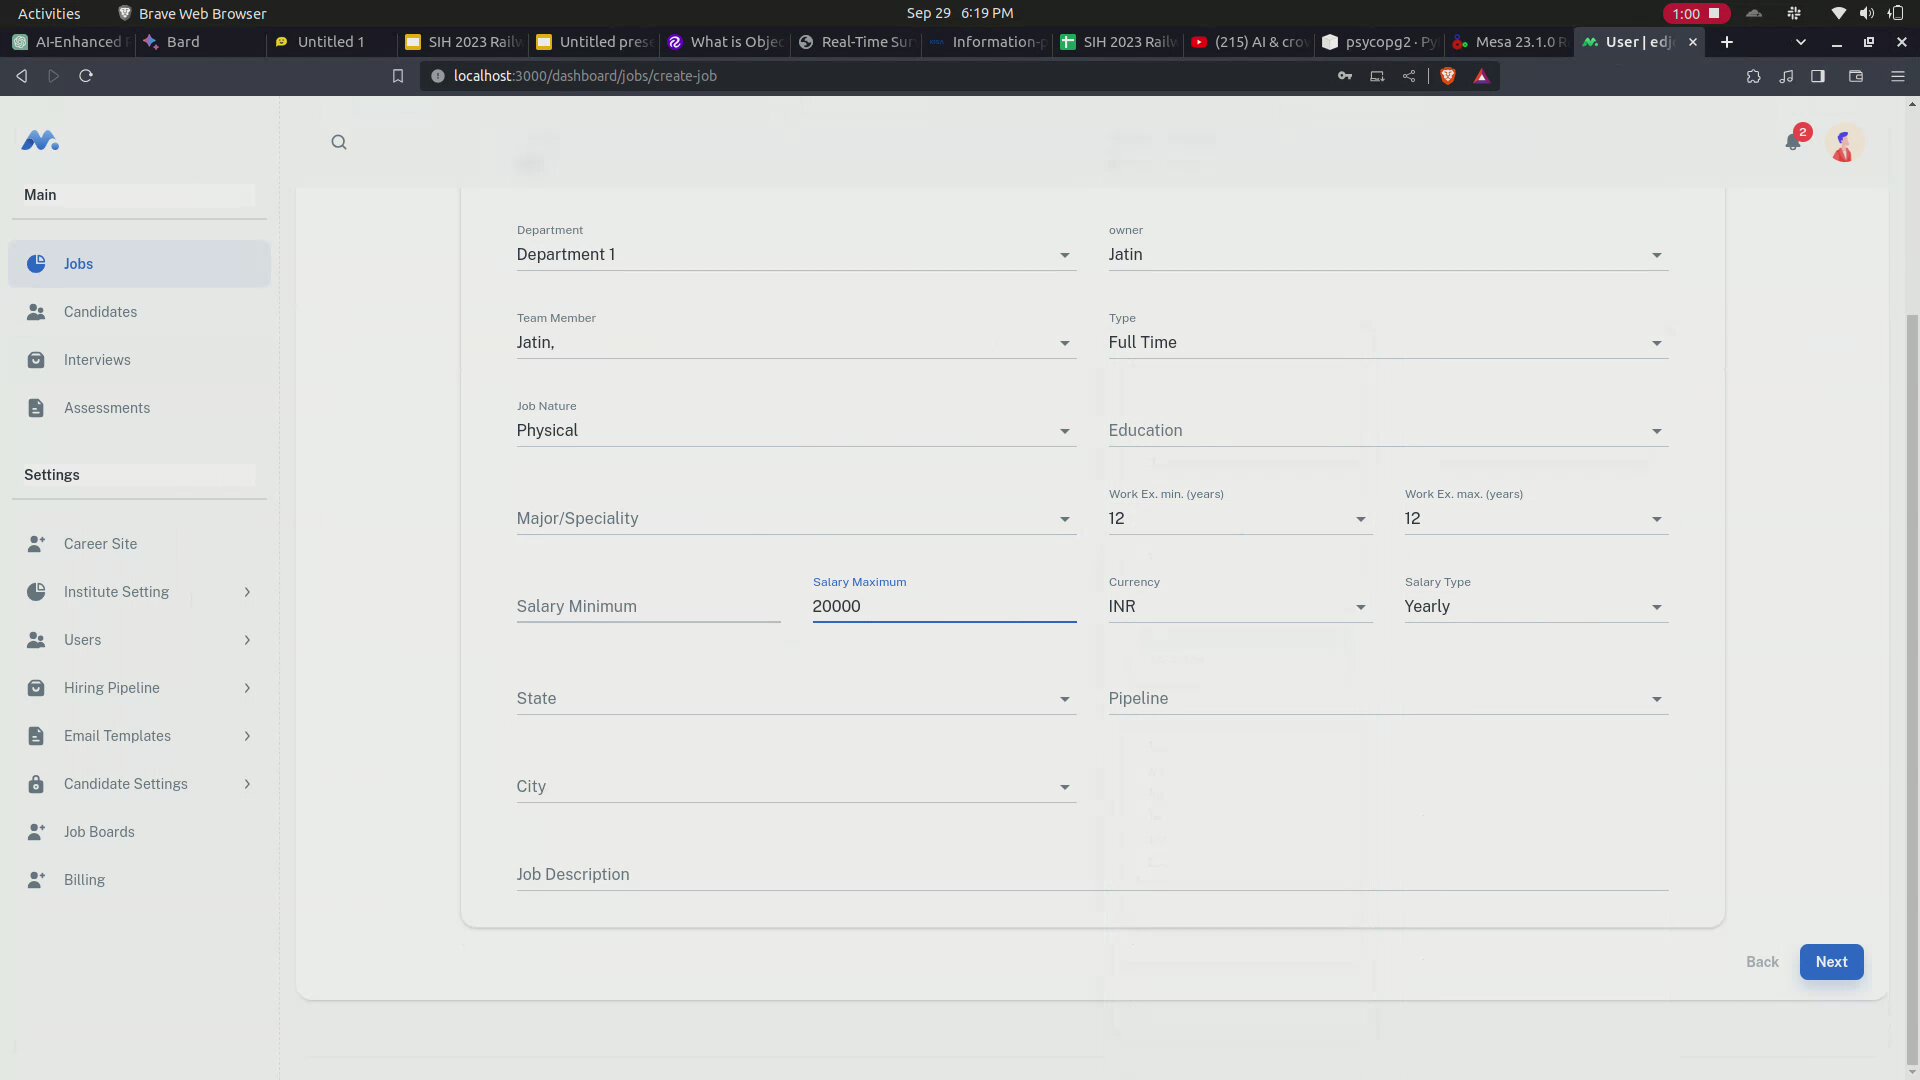 Activities
Brave Web Browser
Sep 29 6:19 PM
1:00
AI-Enhanced F
Bard
Untitled 1
SIH 2023 Railw
Untitled prese
What is Objec
Real-Time Sur
Information-p
SIH 2023 Railw
(215) AI & crow
psycopg2 · Py
Mesa 23.1.0 R
User | edjo
localhost:3000/dashboard/jobs/create-job
2
Main
Jobs
Candidates
Interviews
Assessments
Settings
Career Site
Institute Setting
Users
Hiring Pipeline
Email Templates
Candidate Settings
Job Boards
Billing
Department
Department 1
owner
Jatin
Team Member
Jatin,
Type
Full Time
Job Nature
Physical
Education
Major/Speciality
Work Ex. min. (years)
12
Work Ex. max. (years)
12
Salary Minimum
Salary Maximum
20000
Currency
INR
Salary Type
Yearly
State
Pipeline
City
Job Description
Back
Next